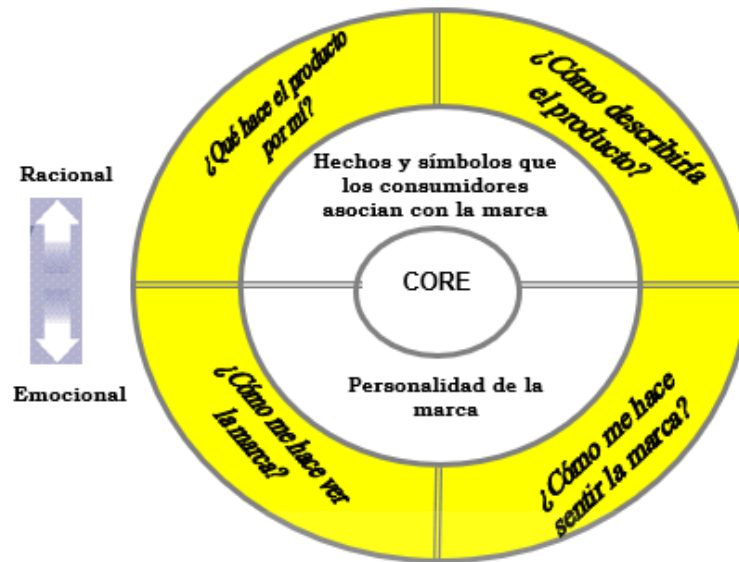 ¿Qué hace el producto
por mí?
¿Cómo describiría
el producto?
Racional
Hechos y símbolos que
los consumidores
asocian con la marca
CORE
Emocional
Personalidad de la
marca
¿Cómo me hace ver
la marca?
¿Cómo me hace
sentir la marca?